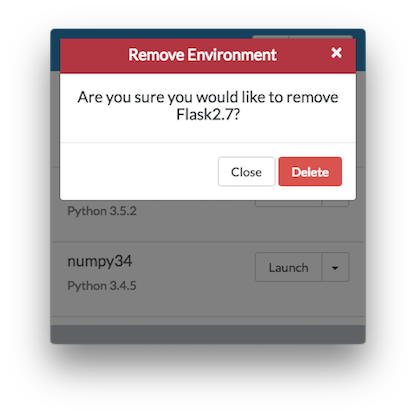 Remove Environment ×
Are you sure you would like to remove
Flask2.7?
Close Delete
Python 3.5.2
numpy34
Launch
Python 3.4.5